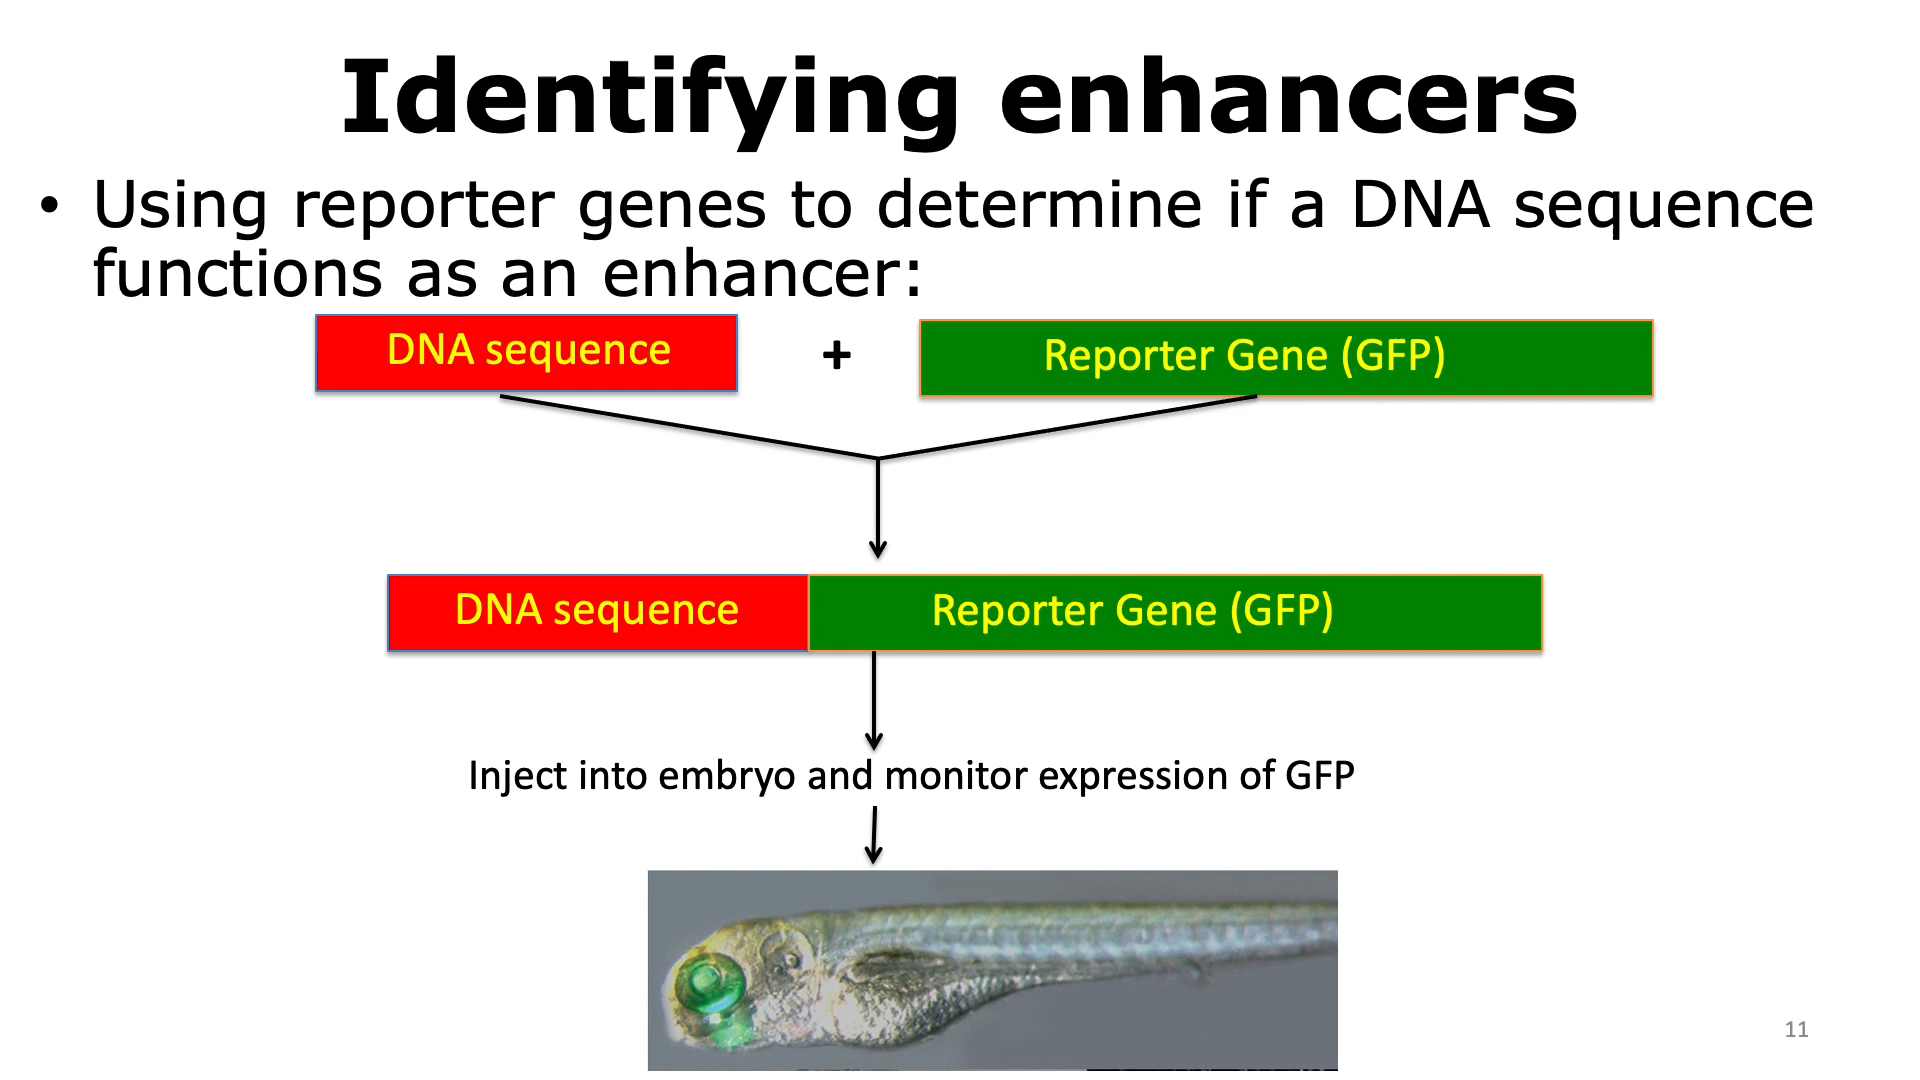 Identifying enhancers
• Using reporter genes to determine if a DNA sequence
functions as an enhancer:
DNA sequence + Reporter Gene (GFP)
DNA sequence Reporter Gene (GFP)
Inject into embryo and monitor expression of GFP
11